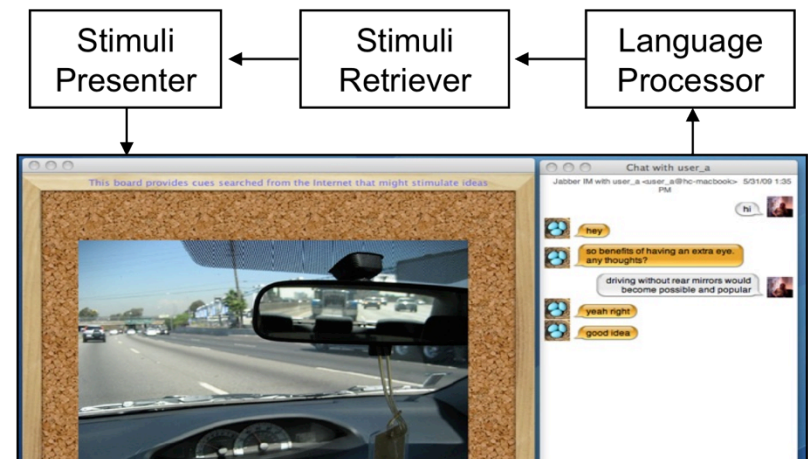 Stimuli
Presenter
Stimuli
Retriever
Language
Processor
This board provides cues searched from the Internet that might stimulate ideas
Chat with user_a
Jabber IM with user_a <user_a@hc-macbook> 5/31/09 1:35
PM
hi
hey
so benefits of having an extra eye.
any thoughts?
driving without rear mirrors would
become possible and popular
yeah right
good idea